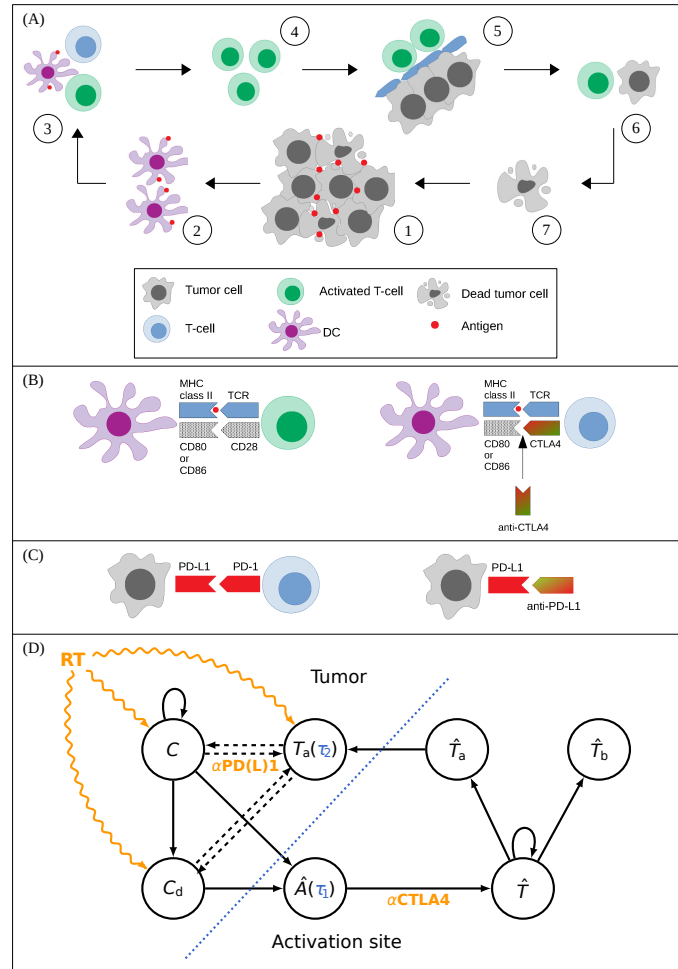 (A)
4
5
3
6
2
1
7
Tumor cell
Activated T-cell
Dead tumor cell
T-cell
DC
Antigen
(B)
MHC
class II
TCR
CD80
or
CD86
CD28
MHC
class II
TCR
CD80
or
CD86
CTLA4
anti-CTLA4
(C)
PD-L1
PD-1
PD-L1
anti-PD-L1
(D)
RT
Tumor
C
Tₐ(τ₂)
T̂ₐ
T̂b
αPD(L)1
Cd
Â(τ₁)
αCTLA4
T̂
Activation site